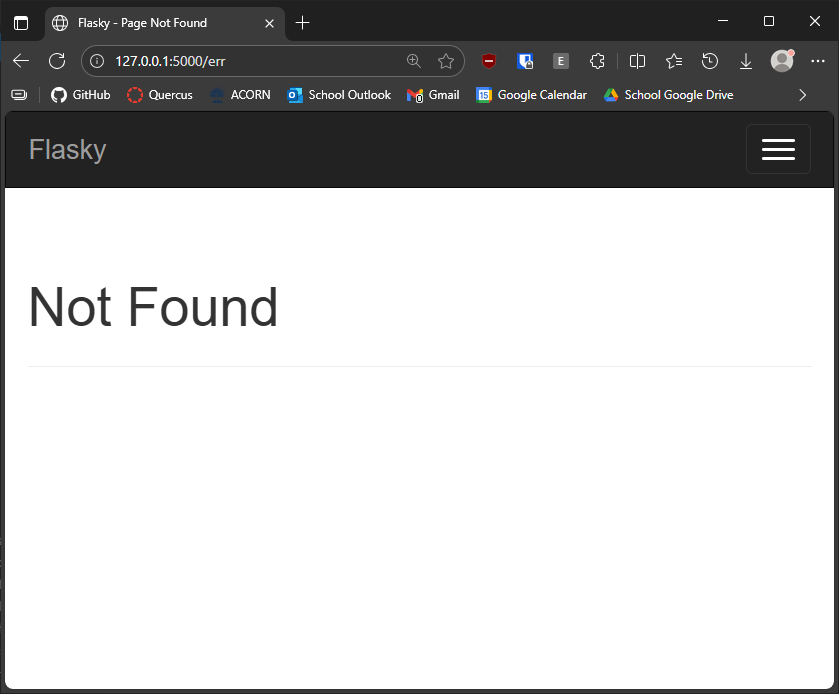 Flasky - Page Not Found
127.0.0.1:5000/err
E
GitHub Quercus ACORN School Outlook Gmail 15 Google Calendar School Google Drive
Flasky
Not Found